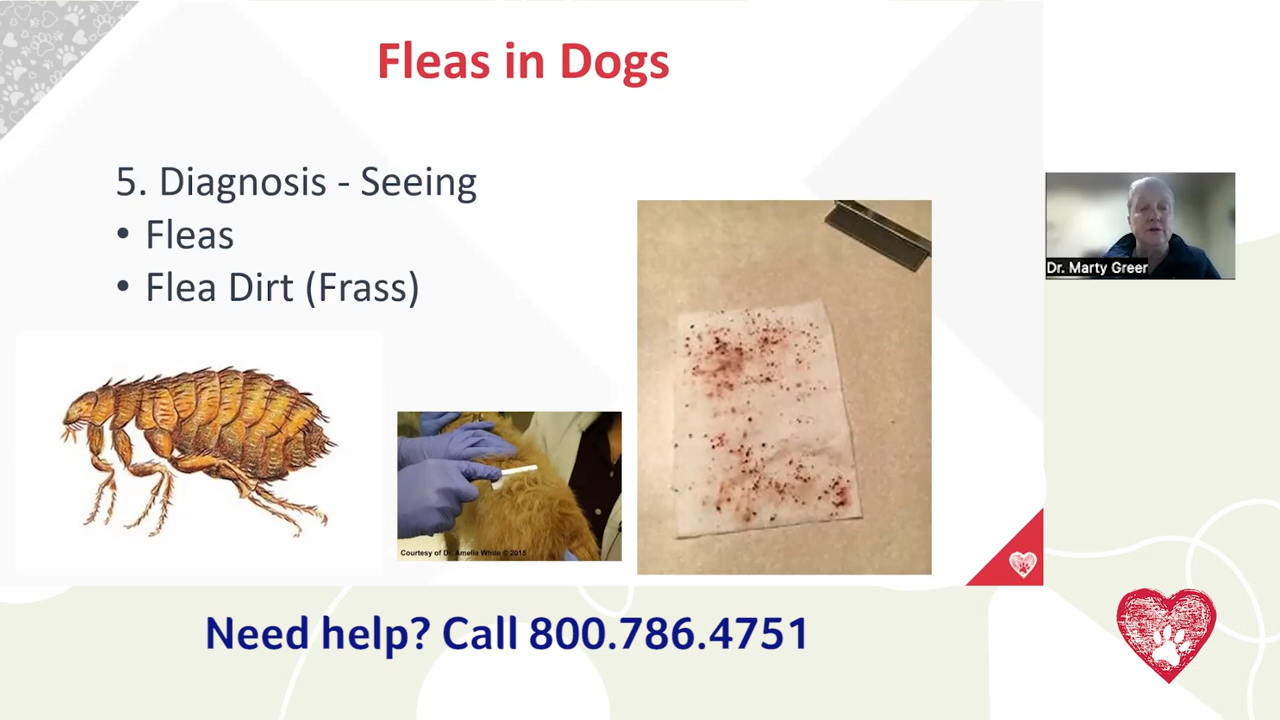 Fleas in Dogs
5. Diagnosis - Seeing
• Fleas
• Flea Dirt (Frass)
Courtesy of Dr. Amelia White © 2015
Dr. Marty Greer
Need help? Call 800.786.4751